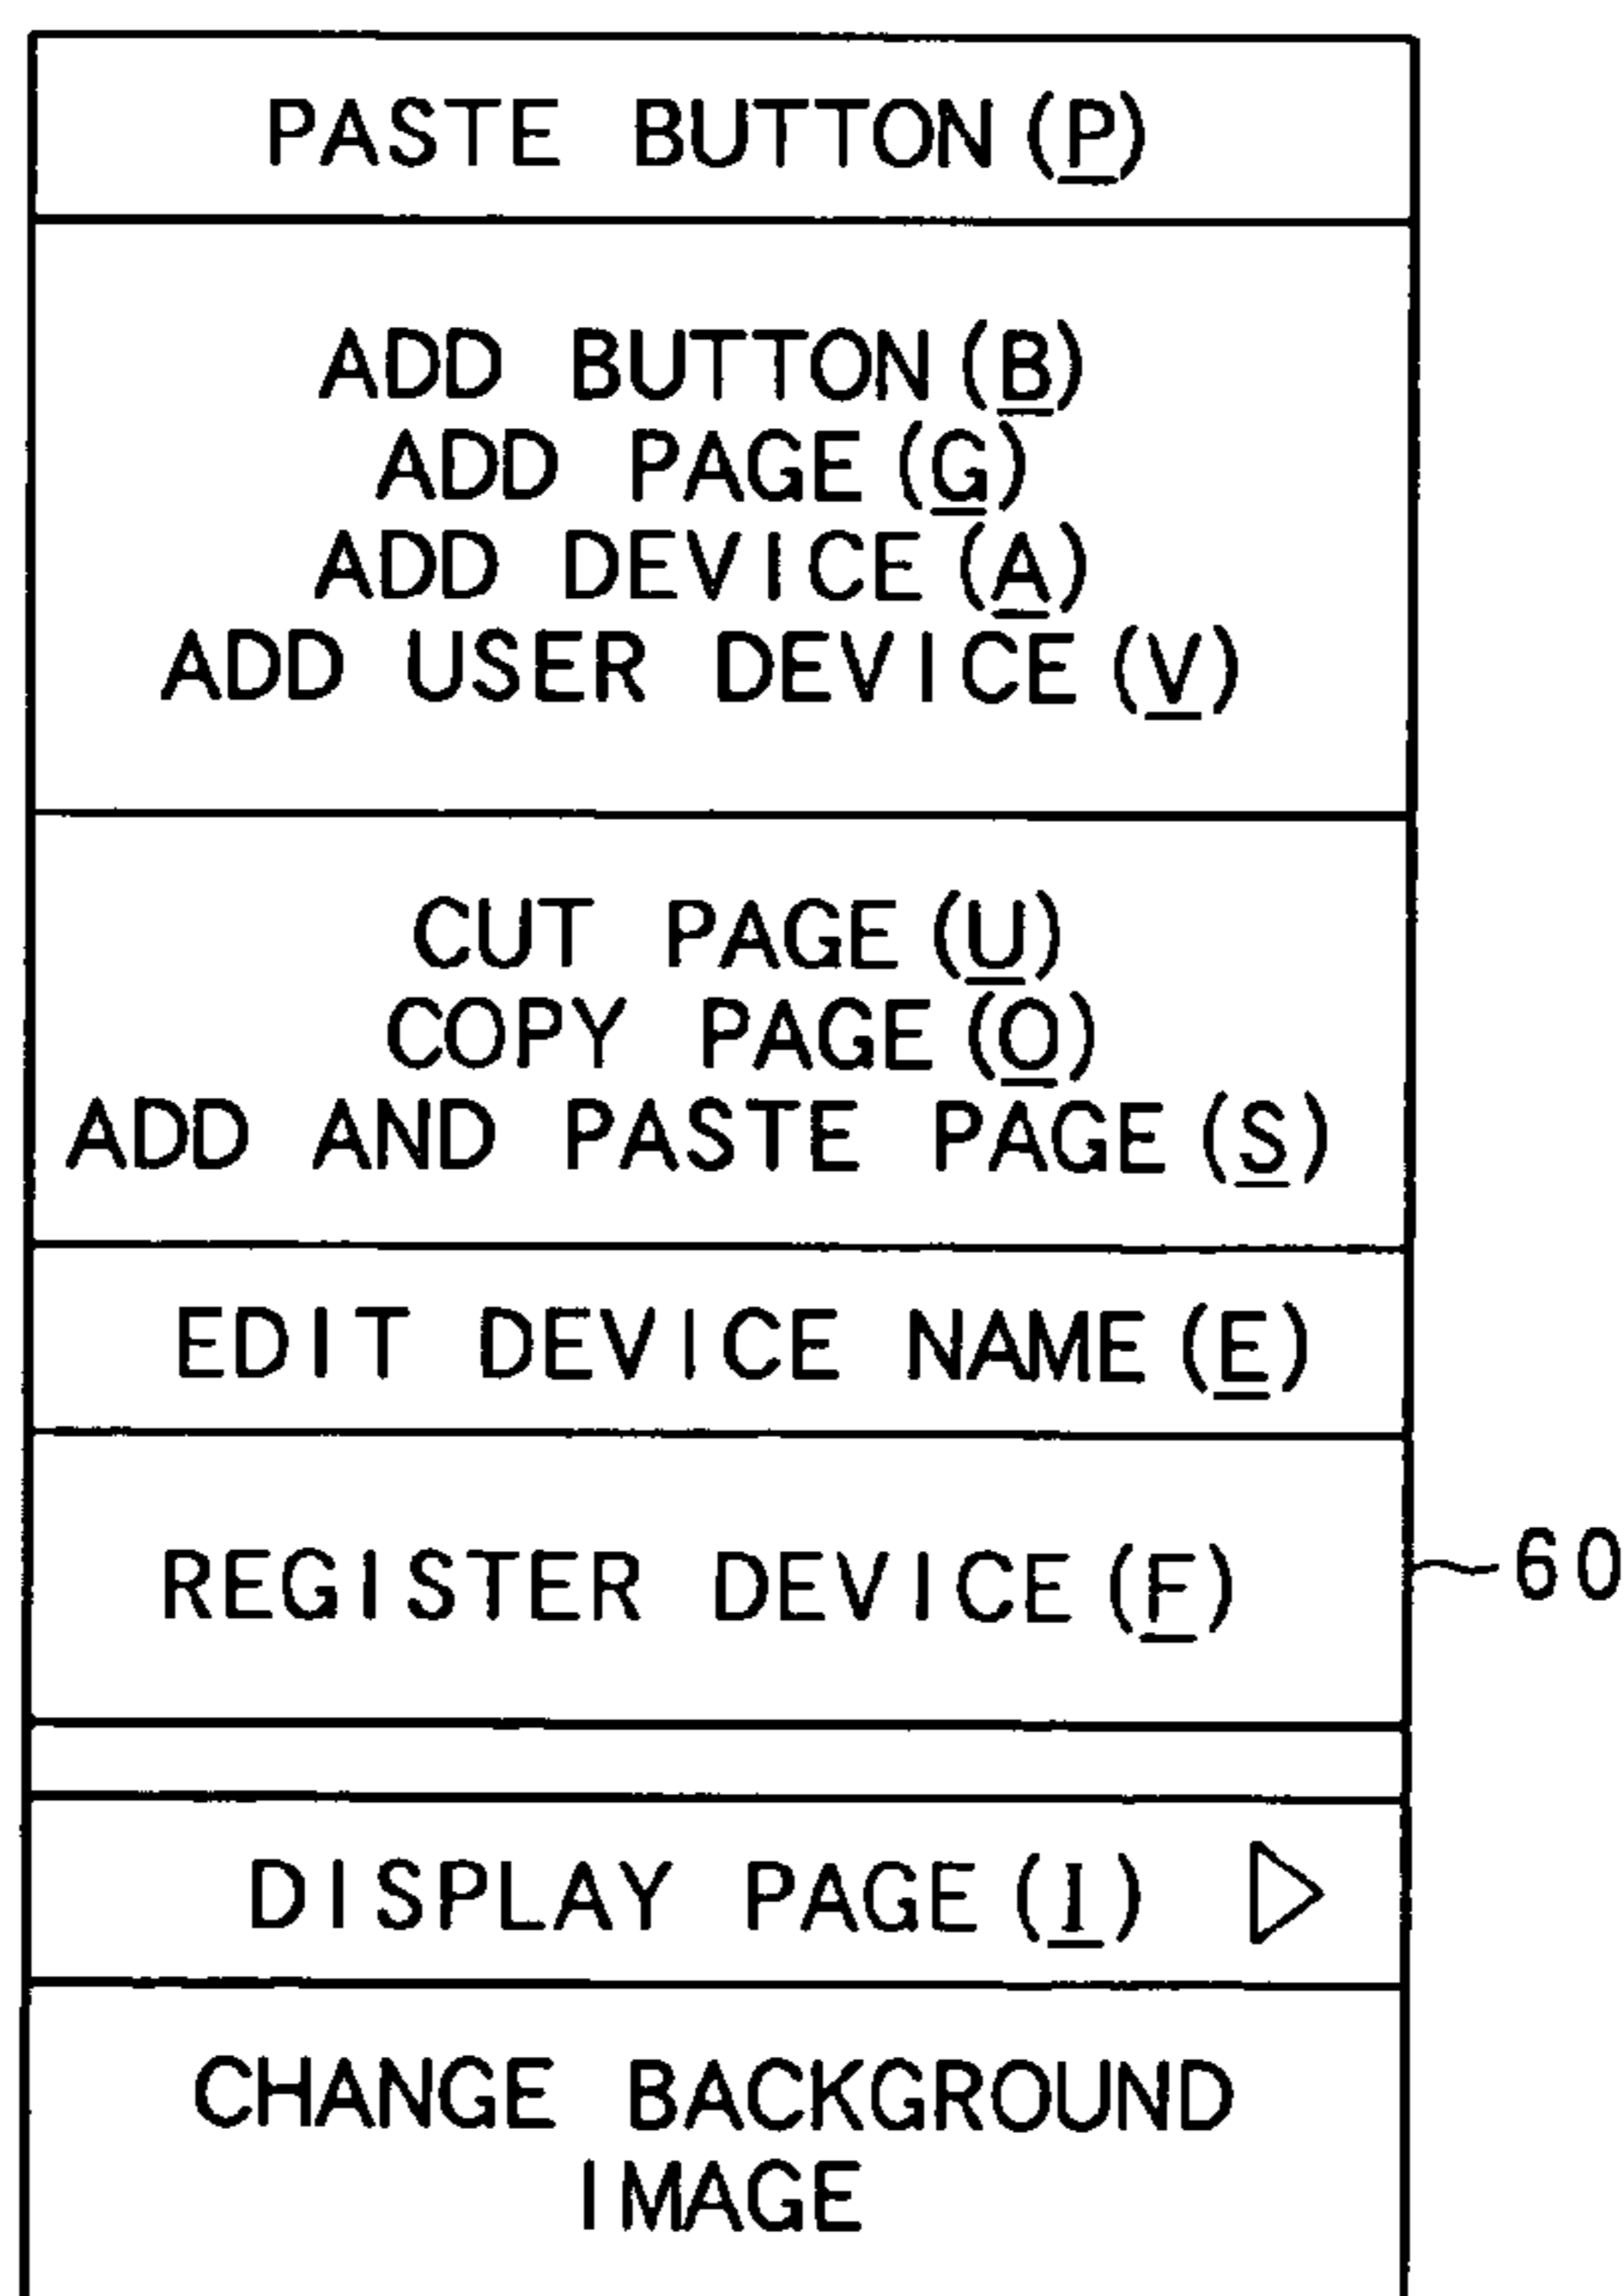 PASTE BUTTON (P)
ADD BUTTON (B)
ADD PAGE (G)
ADD DEVICE (A)
ADD USER DEVICE (V)
CUT PAGE (U)
COPY PAGE (O)
ADD AND PASTE PAGE (S)
EDIT DEVICE NAME (E)
REGISTER DEVICE (F)
60
DISPLAY PAGE (I)
CHANGE BACKGROUND
IMAGE